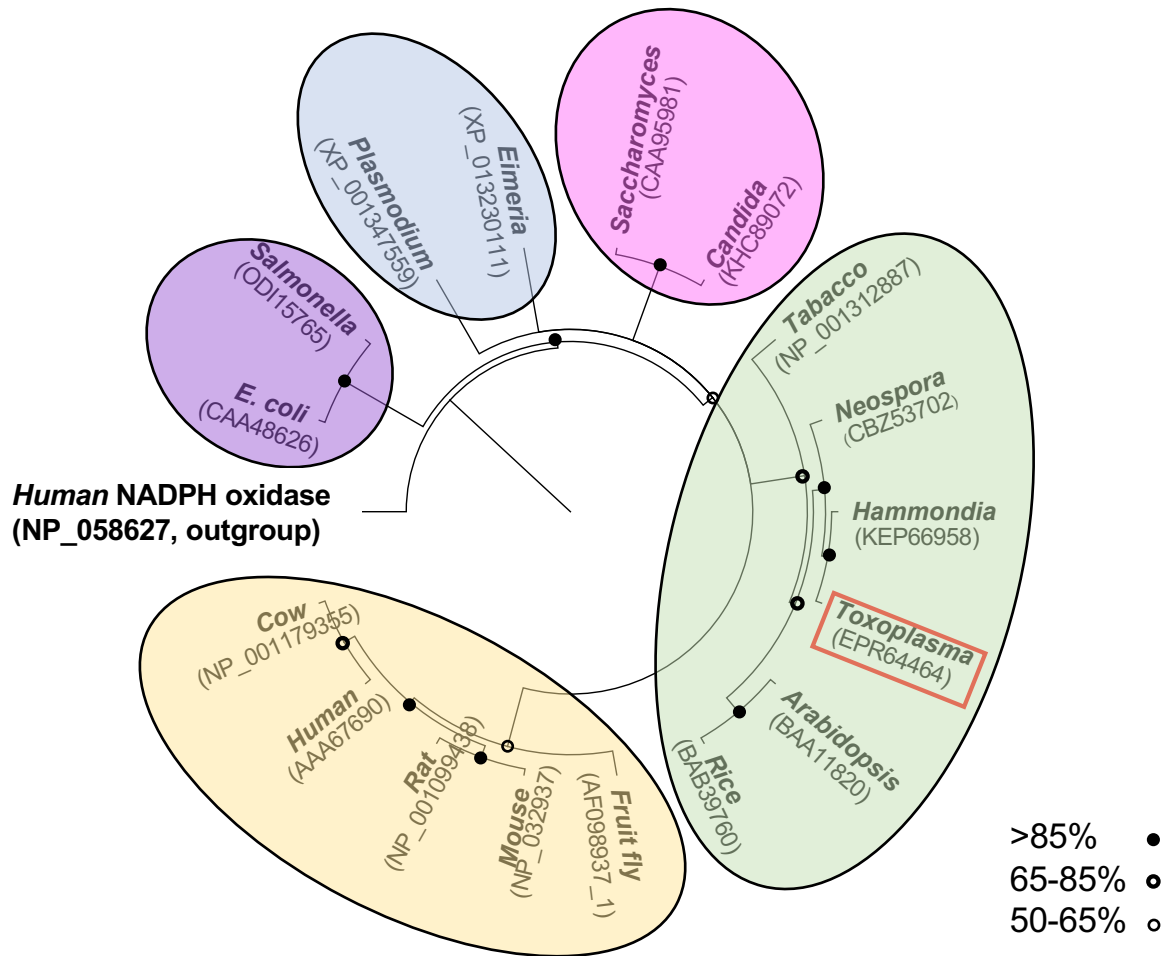 Saccharomyces
(CAA95981)
Candida
(KHC89072)
Eimeria
(XP_013230111)
Plasmodium
(XP_001347559)
Salmonella
(ODI15765)
E. coli
(CAA48626)
Human NADPH oxidase
(NP_058627, outgroup)
Tabacco
(NP_001312887)
Neospora
(CBZ53702)
Hammondia
(KEP66958)
Toxoplasma
(EPR64464)
Arabidopsis
(BAA11820)
Rice
(BAB39760)
Cow
(NP_001179355)
Human
(AAA67690)
Rat
(NP_001099438)
Mouse
(NP_032937)
Fruit fly
(AF098937_1)
>85%
65-85%
50-65%